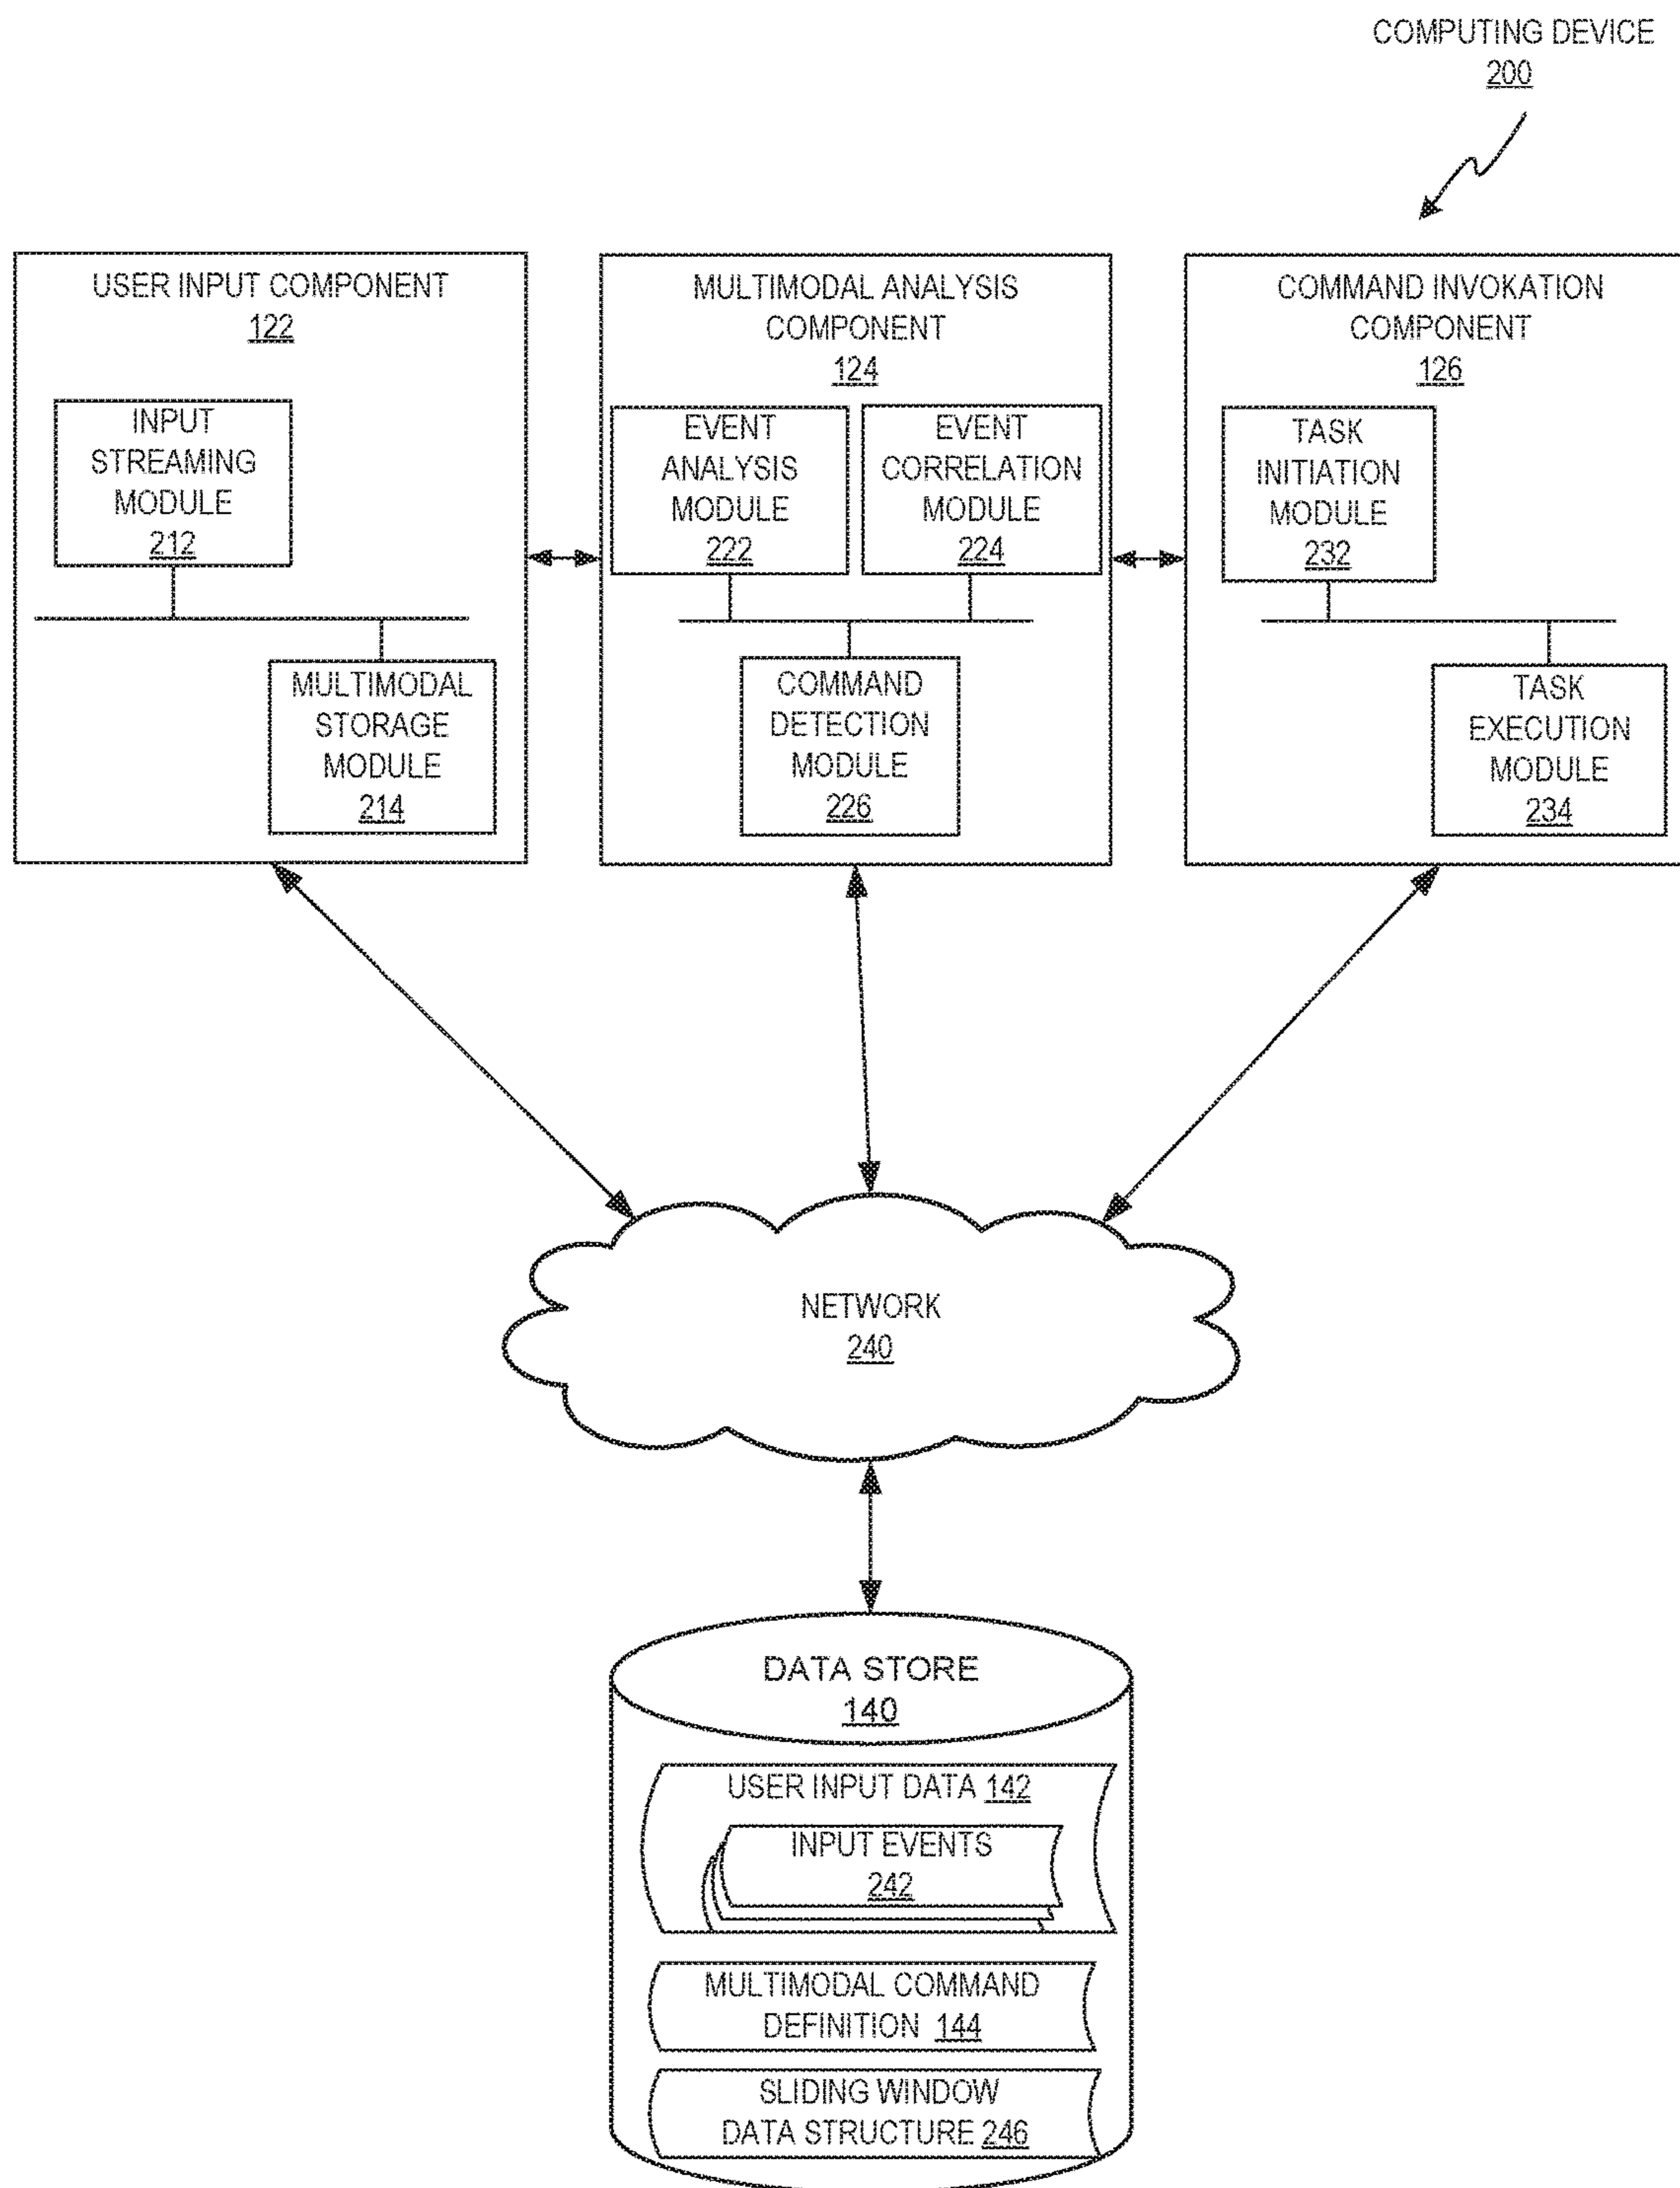 COMPUTING DEVICE
200
USER INPUT COMPONENT
122
INPUT
STREAMING
MODULE
212
MULTIMODAL
STORAGE
MODULE
214
MULTIMODAL ANALYSIS
COMPONENT
124
EVENT
ANALYSIS
MODULE
222
EVENT
CORRELATION
MODULE
224
COMMAND
DETECTION
MODULE
226
COMMAND INVOKATION
COMPONENT
126
TASK
INITIATION
MODULE
232
TASK
EXECUTION
MODULE
234
NETWORK
240
DATA STORE
140
USER INPUT DATA 142
INPUT EVENTS
242
MULTIMODAL COMMAND
DEFINITION 144
SLIDING WINDOW
DATA STRUCTURE 246